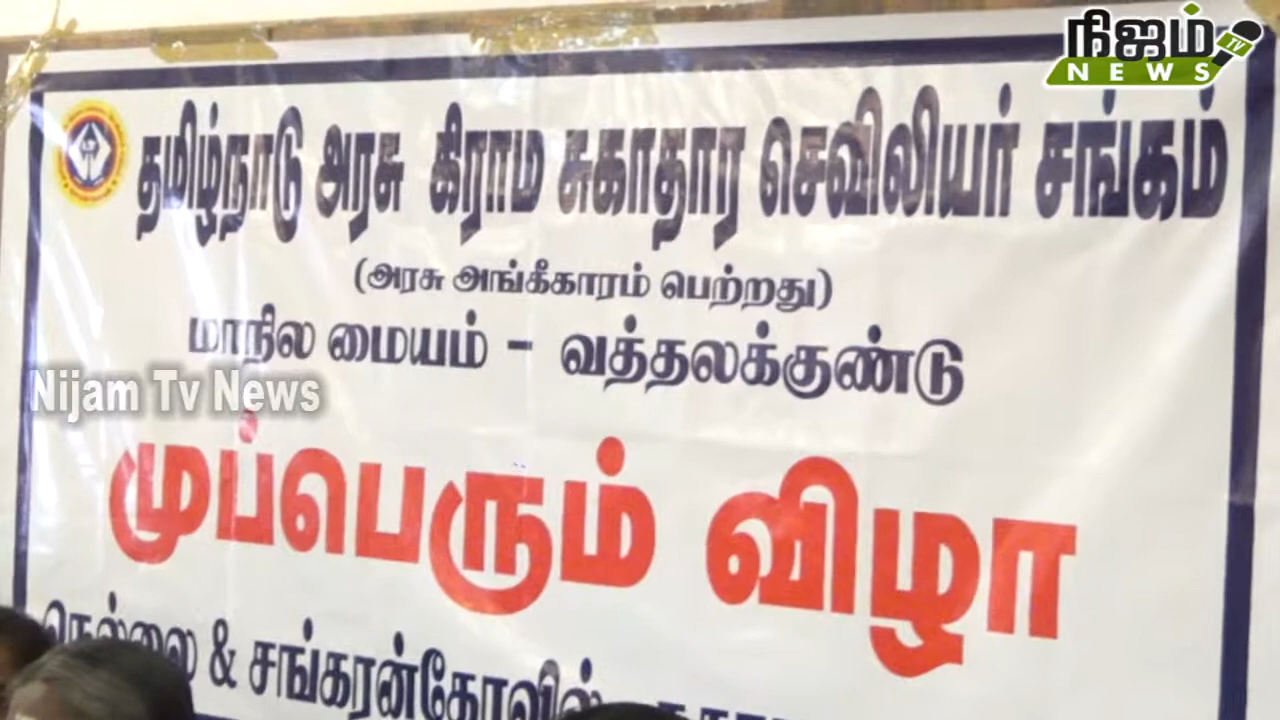 நிஜம் TV
NEWS
தமிழ்நாடு அரசு கிராம சுகாதார செவிலியர் சங்கம்
(அரசு அங்கீகாரம் பெற்றது)
மாநில மையம் - வத்தலக்குண்டு
Nijam Tv News
முப்பெரும் விழா
நெல்லை & சங்கரன்கோவில்